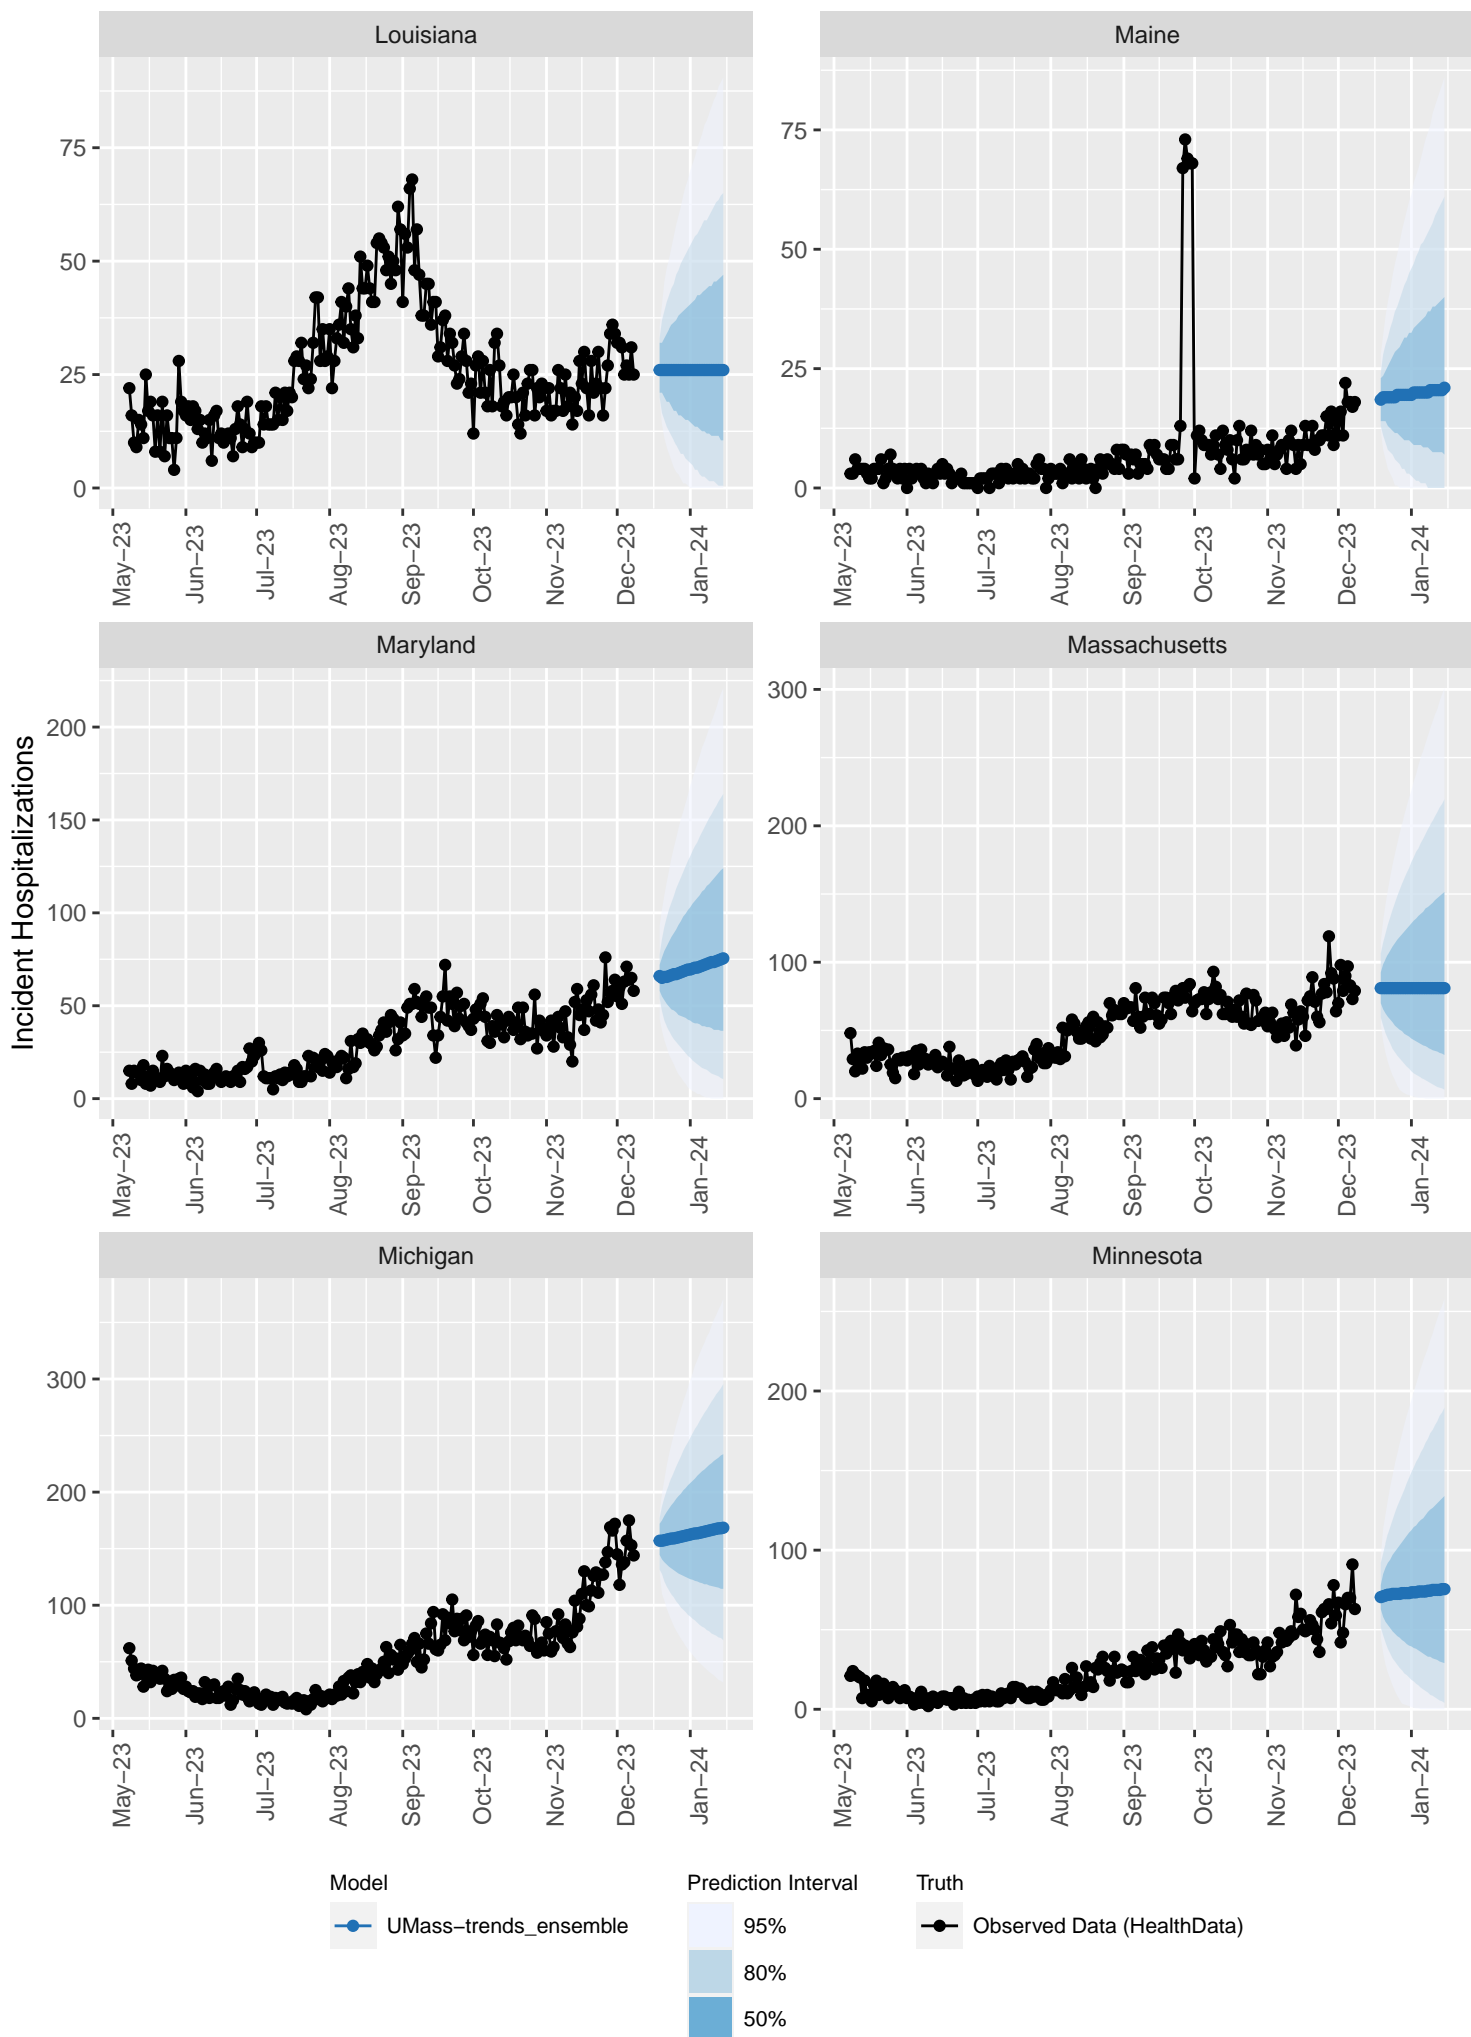 Louisiana
Maine
75
50
25
0
75
50
25
0
May−23
Jun−23
Jul−23
Aug−23
Sep−23
Oct−23
Nov−23
Dec−23
Jan−24
May−23
Jun−23
Jul−23
Aug−23
Sep−23
Oct−23
Nov−23
Dec−23
Jan−24
Incident Hospitalizations
Maryland
Massachusetts
200
150
100
50
0
300
200
100
0
May−23
Jun−23
Jul−23
Aug−23
Sep−23
Oct−23
Nov−23
Dec−23
Jan−24
May−23
Jun−23
Jul−23
Aug−23
Sep−23
Oct−23
Nov−23
Dec−23
Jan−24
Michigan
Minnesota
300
200
100
0
200
100
0
May−23
Jun−23
Jul−23
Aug−23
Sep−23
Oct−23
Nov−23
Dec−23
Jan−24
May−23
Jun−23
Jul−23
Aug−23
Sep−23
Oct−23
Nov−23
Dec−23
Jan−24
Model
UMass−trends_ensemble
Prediction Interval
95%
80%
50%
Truth
Observed Data (HealthData)